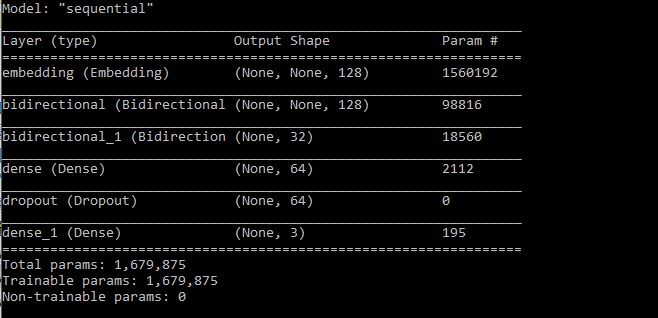 Model: "sequential"
Layer (type) Output Shape Param #
embedding (Embedding) (None, None, 128) 1560192
bidirectional (Bidirectional (None, None, 128) 98816
bidirectional_1 (Bidirection (None, 32) 18560
dense (Dense) (None, 64) 2112
dropout (Dropout) (None, 64) 0
dense_1 (Dense) (None, 3) 195
Total params: 1,679,875
Trainable params: 1,679,875
Non-trainable params: 0